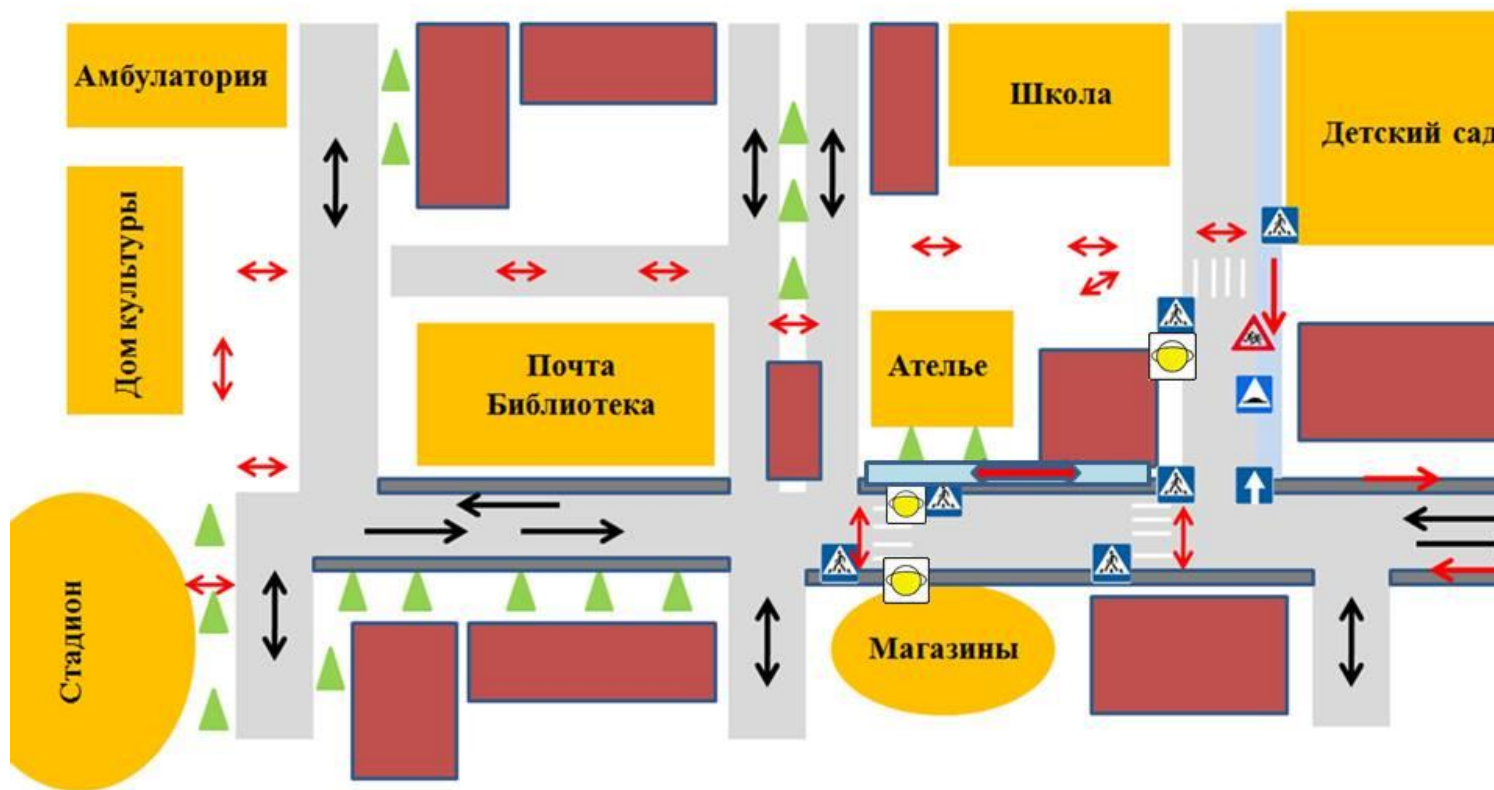 Амбулатория
Школа
Детский сад
Дом культуры
Почта
Библиотека
Ателье
Стадион
Магазины